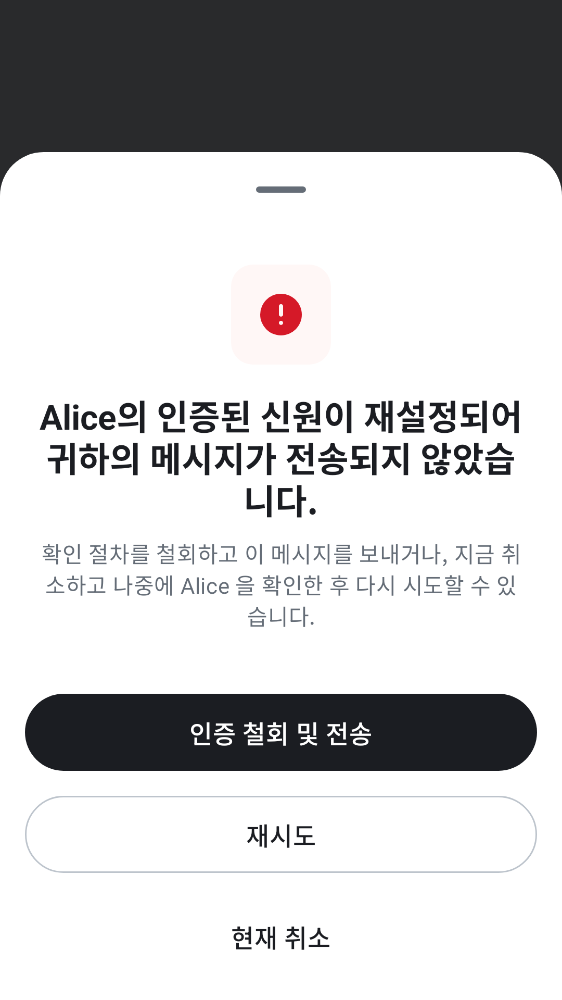 Alice의 인증된 신원이 재설정되어
귀하의 메시지가 전송되지 않았습
니다.
확인 절차를 철회하고 이 메시지를 보내거나, 지금 취
소하고 나중에 Alice 을 확인한 후 다시 시도할 수 있
습니다.
인증 철회 및 전송
재시도
현재 취소